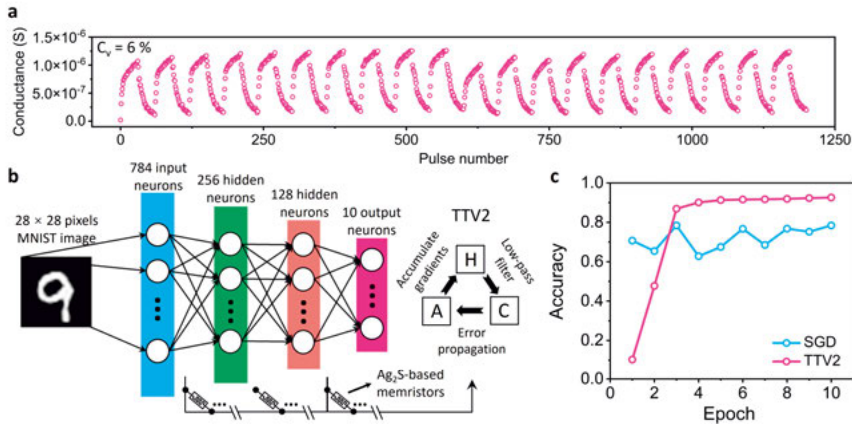 a
Conductance (S)
1.5×10⁻⁶
1.0×10⁻⁶
5.0×10⁻⁷
0.0
Cᵥ = 6 %
0 250 500 750 1000 1250
Pulse number
b
784 input
neurons
256 hidden
neurons
128 hidden
neurons
10 output
neurons
28 × 28 pixels
MNIST image
TTV2
Accumulate
gradients
Low-pass
filter
H
A
C
Error
propagation
Ag₂S-based
memristors
c
Accuracy
1.0
0.8
0.6
0.4
0.2
0.0
SGD
TTV2
0 2 4 6 8 10
Epoch